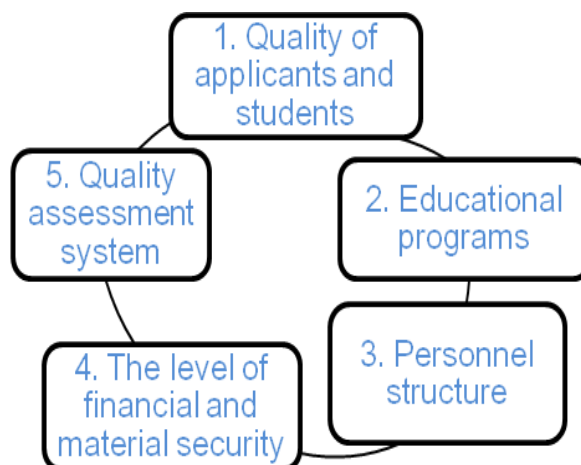 1. Quality of
applicants and
students
2. Educational
programs
3. Personnel
structure
4. The level of
financial and
material security
5. Quality
assessment
system